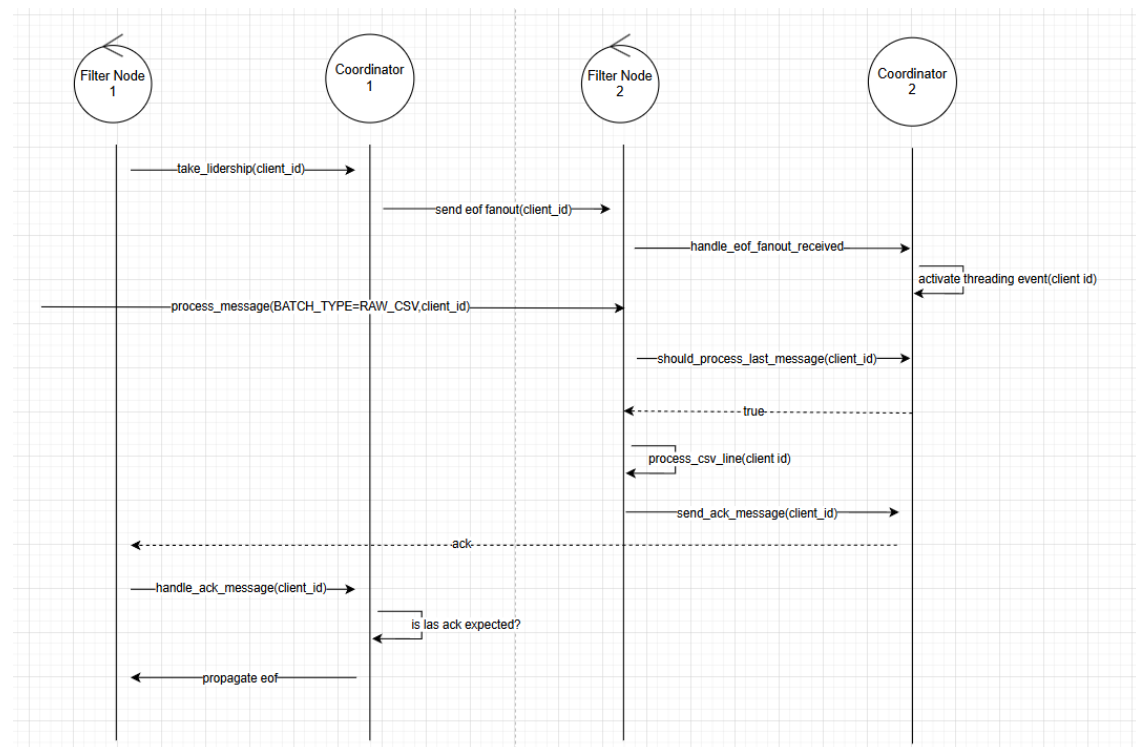 Filter Node
1
Coordinator
1
Filter Node
2
Coordinator
2
take_lidership(client_id)
send eof fanout(client_id)
handle_eof_fanout_received
activate threading event(client id)
process_message(BATCH_TYPE=RAW_CSV,client_id)
should_process_last_message(client_id)
true
process_csv_line(client id)
send_ack_message(client_id)
ack
handle_ack_message(client_id)
is las ack expected?
propagate eof